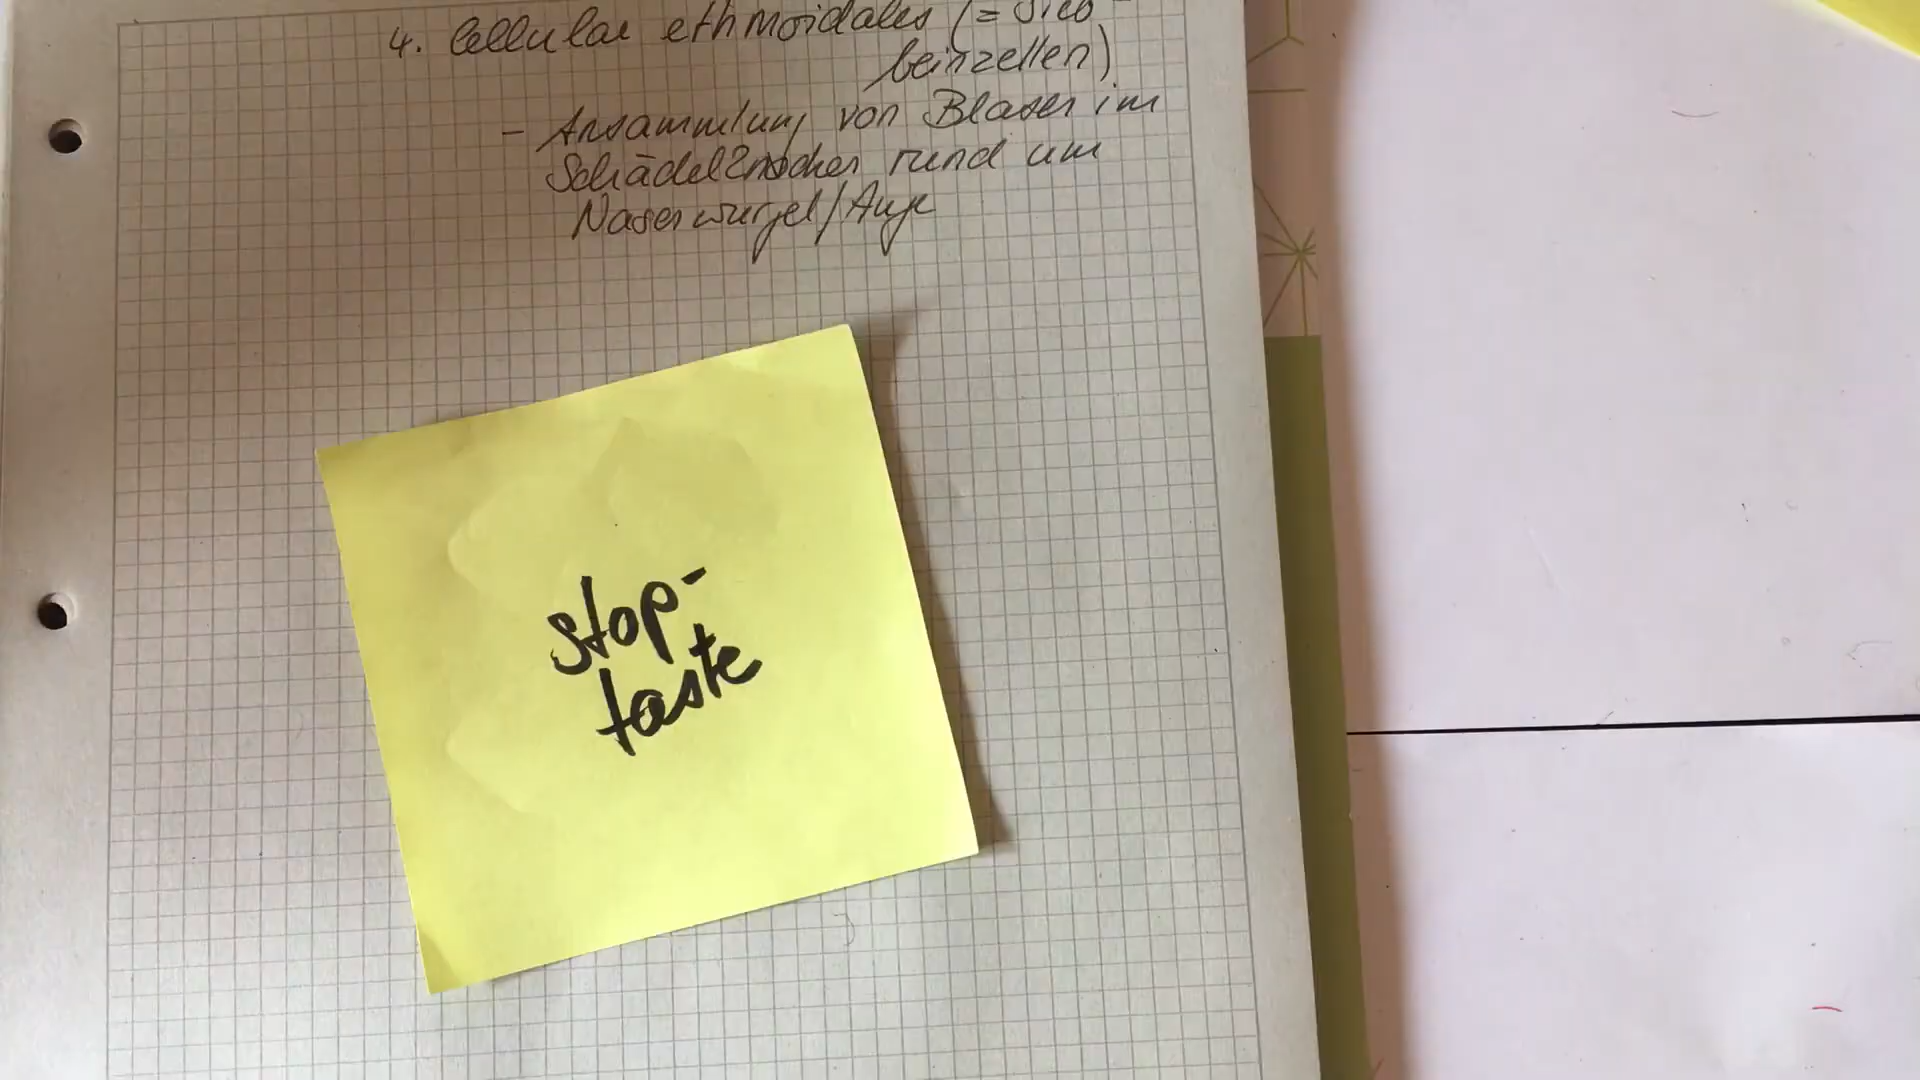 4. Cellulae ethmoidales (= Sieb-
beinzellen)
- Ansammlung von Blasen im
Schädelknochen rund um
Nasenwurzel/Auge
stop-
taste